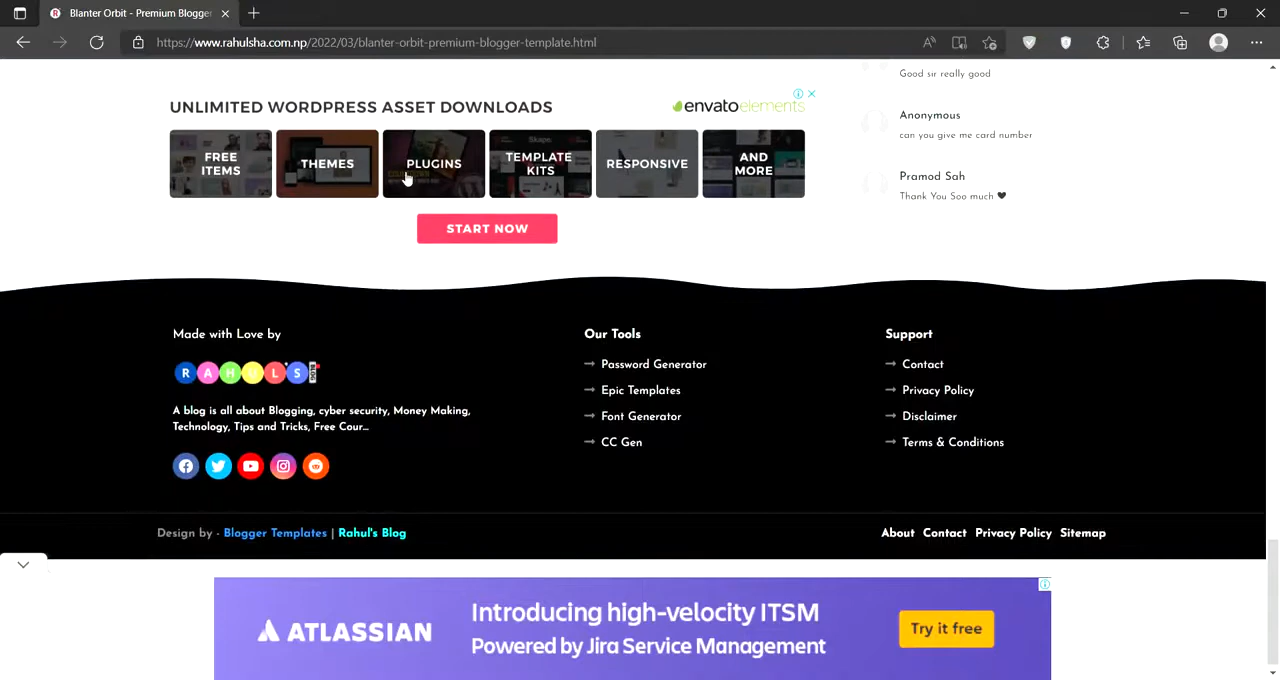 Blanter Orbit - Premium Blogger
https://www.rahulsha.com.np/2022/03/blanter-orbit-premium-blogger-template.html
Good sir really good
UNLIMITED WORDPRESS ASSET DOWNLOADS
envatoelements
FREE ITEMS
THEMES
PLUGINS
TEMPLATE KITS
RESPONSIVE
AND MORE
START NOW
Anonymous
can you give me card number
Pramod Sah
Thank You Soo much ❤
Made with Love by
RAHULS
BLOG
A blog is all about Blogging, cyber security, Money Making,
Technology, Tips and Tricks, Free Cour...
Our Tools
Password Generator
Epic Templates
Font Generator
CC Gen
Support
Contact
Privacy Policy
Disclaimer
Terms & Conditions
Design by - Blogger Templates | Rahul's Blog
About Contact Privacy Policy Sitemap
ATLASSIAN
Introducing high-velocity ITSM
Powered by Jira Service Management
Try it free